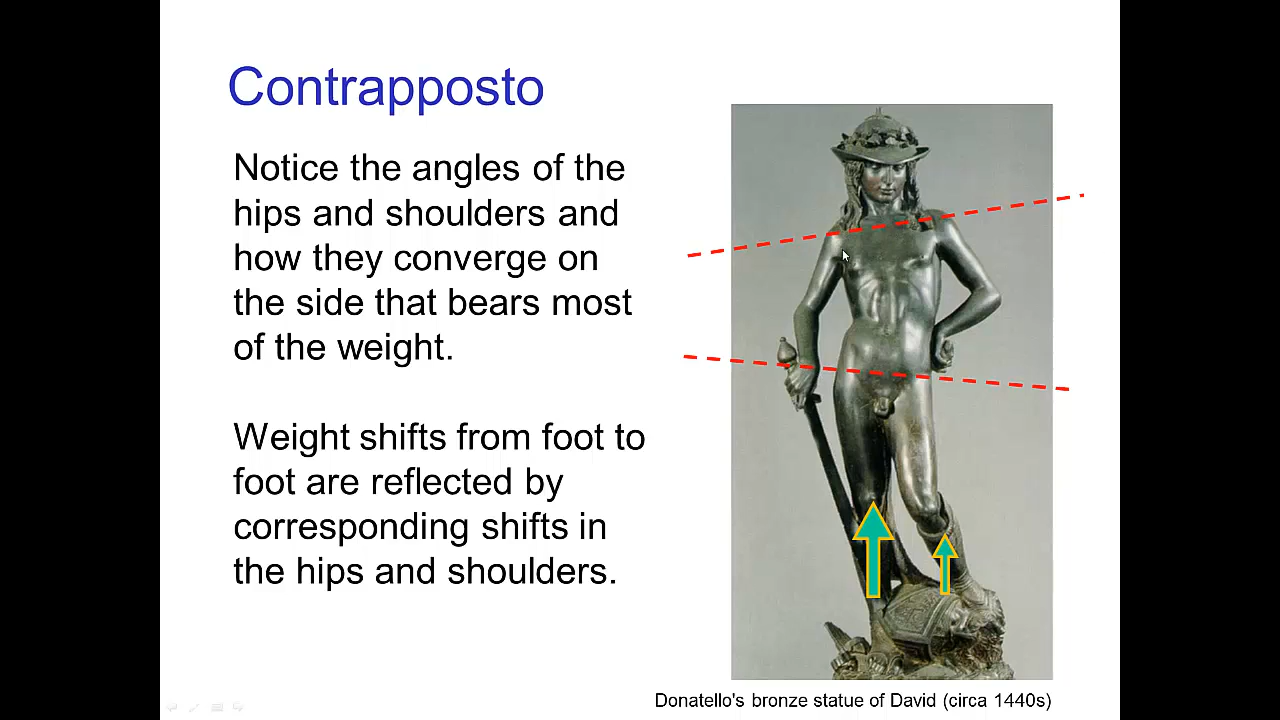 Contrapposto
Notice the angles of the
hips and shoulders and
how they converge on
the side that bears most
of the weight.
Weight shifts from foot to
foot are reflected by
corresponding shifts in
the hips and shoulders.
Donatello's bronze statue of David (circa 1440s)